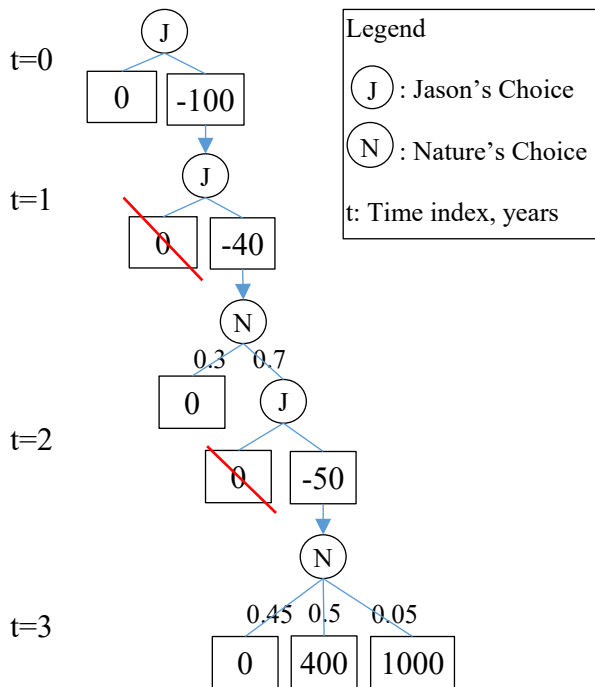 J
t=0
0 -100
J
t=1
0 -40
N
0.3 0.7
0 J
t=2
0 -50
N
0.45 0.5 0.05
t=3
0 400 1000
Legend
J : Jason's Choice
N : Nature's Choice
t: Time index, years